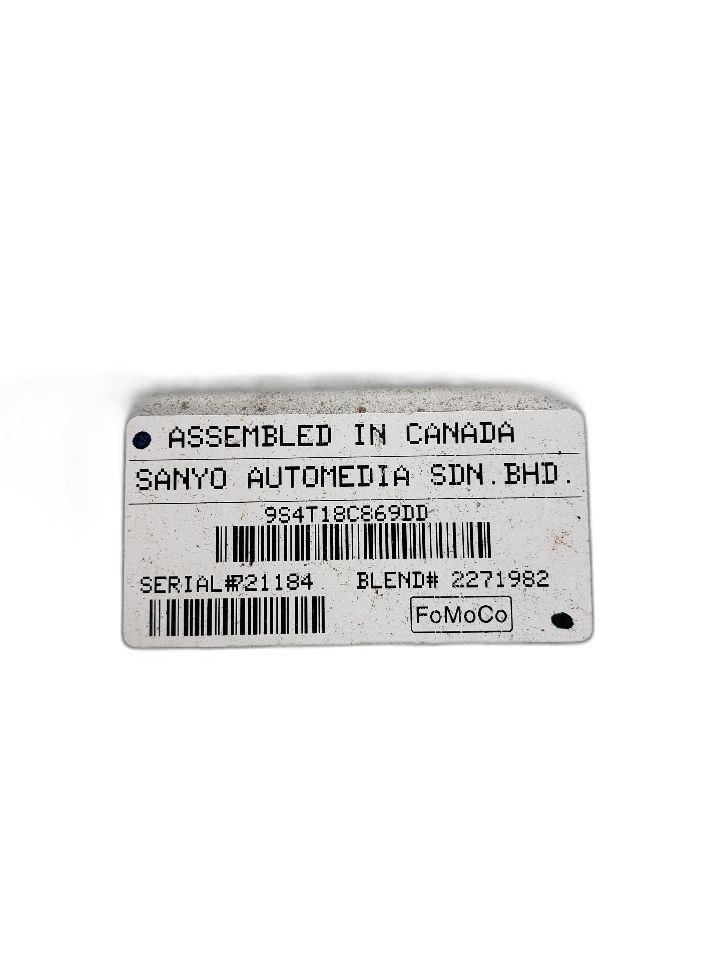 ASSEMBLED IN CANADA
SANYO AUTOMEDIA SDN.BHD.
9S4T18C869DD
SERIAL#721184 BLEND# 2271982
FoMoCo